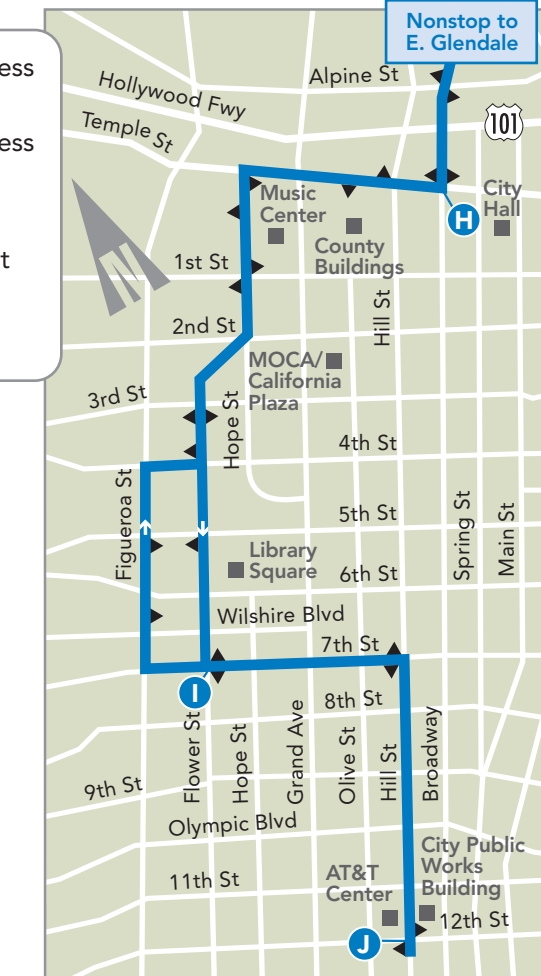 Nonstop to
E. Glendale
ess
ess
t
Alpine St
Hollywood Fwy
Temple St
101
Music
Center
City
Hall
H
County
Buildings
1st St
Hill St
2nd St
MOCA/
California
Plaza
3rd St
Hope St
4th St
Figueroa St
5th St
Spring St
Main St
Library
Square
6th St
Wilshire Blvd
7th St
I
8th St
Flower St
Hope St
Grand Ave
Olive St
Hill St
Broadway
9th St
Olympic Blvd
City Public
Works
Building
11th St
AT&T
Center
12th St
J
N